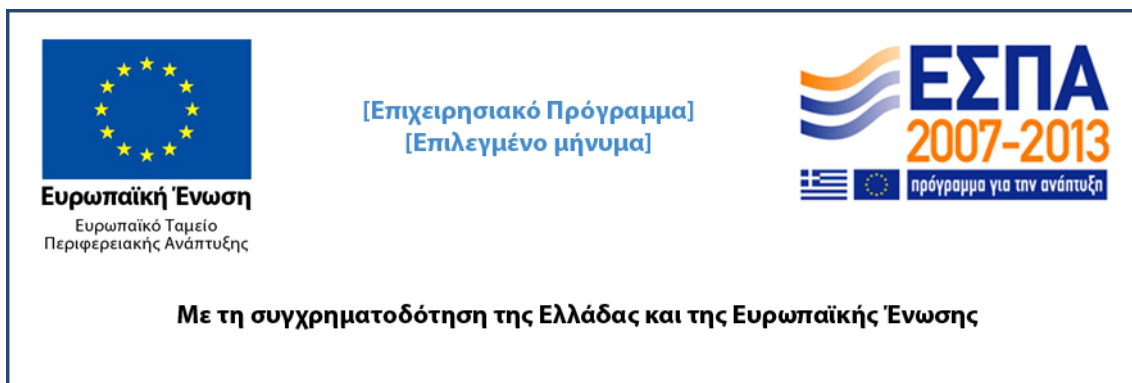 Ευρωπαϊκή Ένωση
Ευρωπαϊκό Ταμείο
Περιφερειακής Ανάπτυξης
[Επιχειρησιακό Πρόγραμμα]
[Επιλεγμένο μήνυμα]
ΕΣΠΑ
2007-2013
πρόγραμμα για την ανάπτυξη
Με τη συγχρηματοδότηση της Ελλάδας και της Ευρωπαϊκής Ένωσης